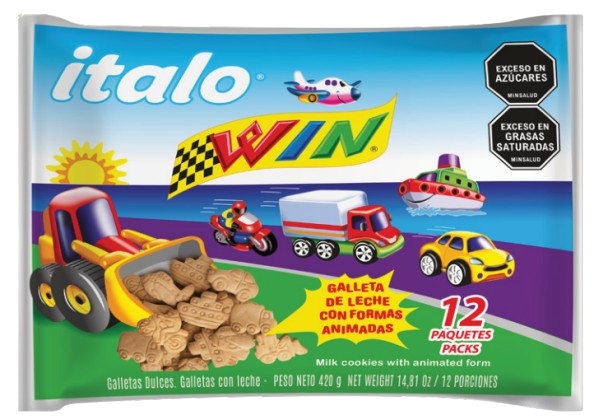 italo®
WIN®
EXCESO EN
AZÚCARES
MINSALUD
EXCESO EN
GRASAS
SATURADAS
MINSALUD
GALLETA
DE LECHE
CON FORMAS
ANIMADAS
12
PAQUETES
PACKS
Milk cookies with animated form
Galletas Dulces. Galletas con leche - PESO NETO 420 g NET WEIGHT 14,81 Oz / 12 PORCIONES